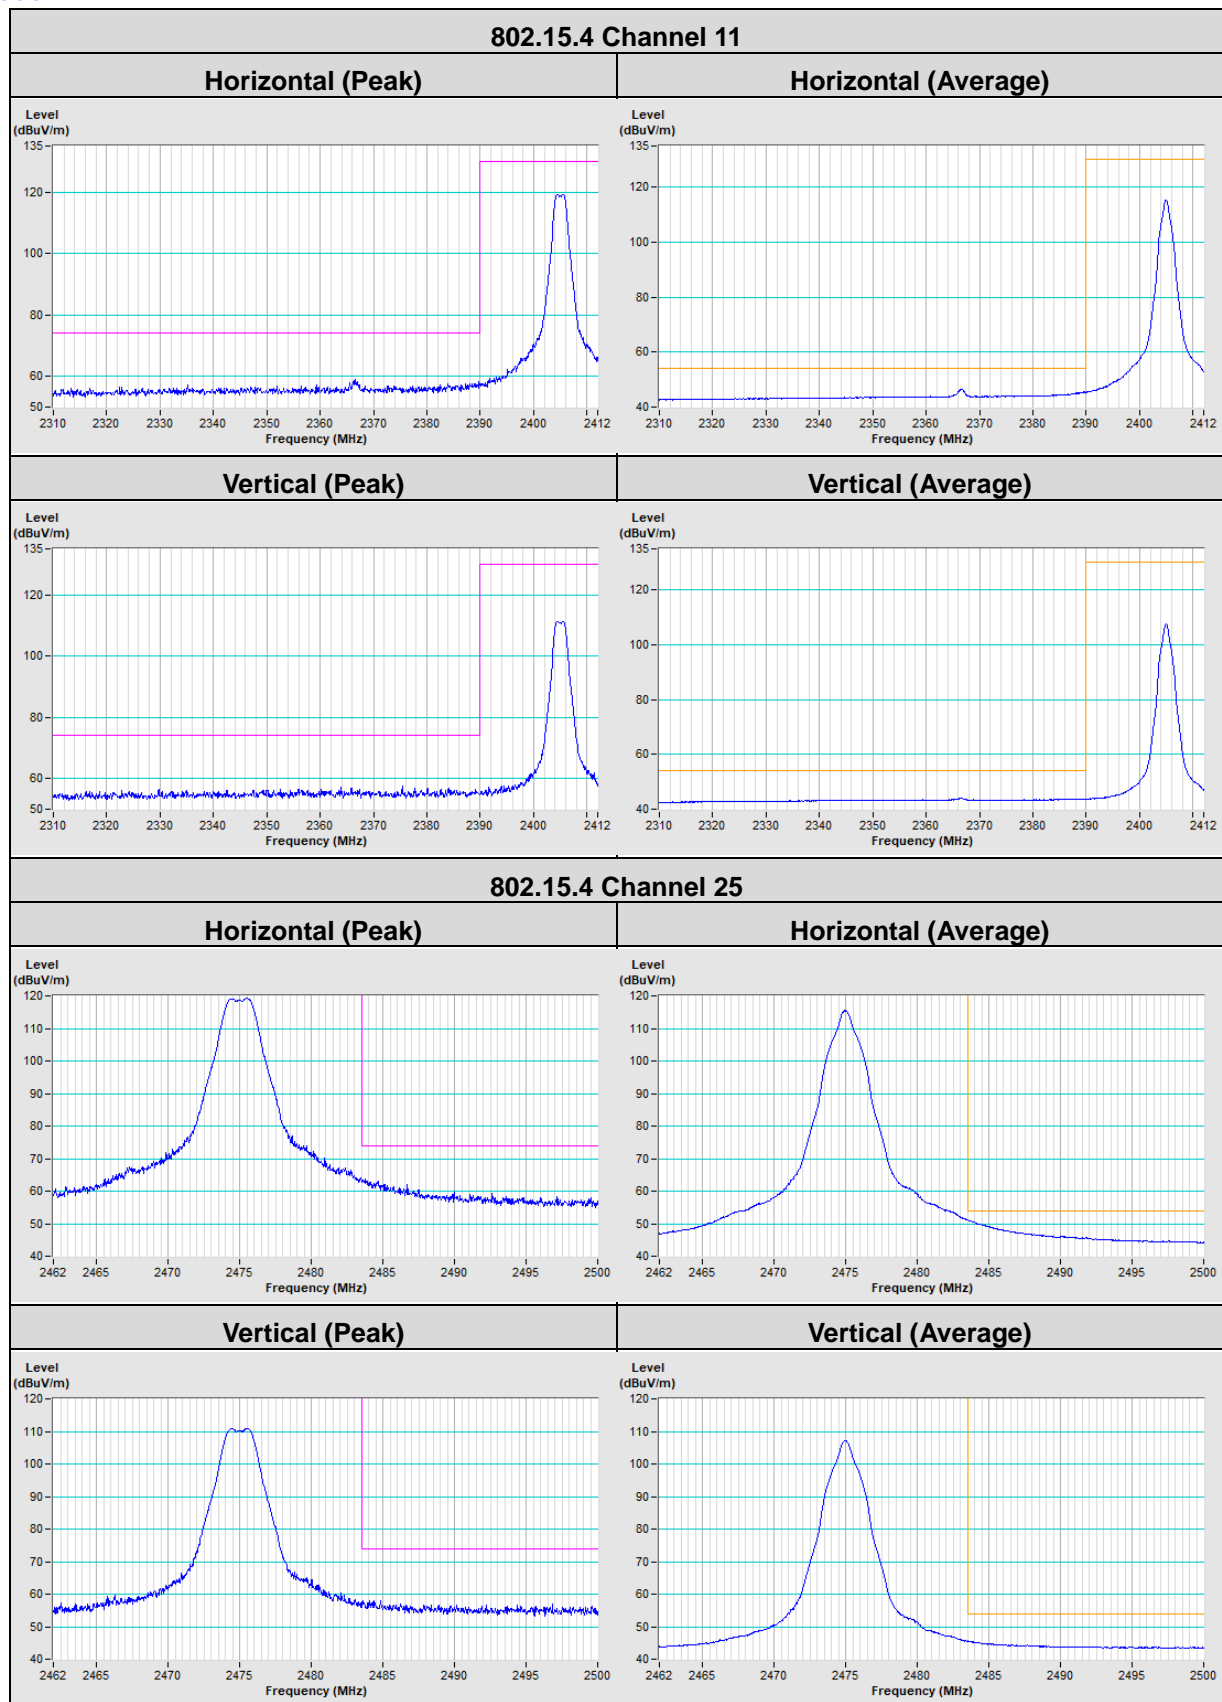 802.15.4 Channel 11
Horizontal (Peak) Horizontal (Average)
Level Level
(dBuV/m) (dBuV/m)
135 135
120 120
100 100
80 80
60 60
50 40
2310 2320 2330 2340 2350 2360 2370 2380 2390 2400 2412 2310 2320 2330 2340 2350 2360 2370 2380 2390 2400 2412
Frequency (MHz) Frequency (MHz)
Vertical (Peak) Vertical (Average)
Level Level
(dBuV/m) (dBuV/m)
135 135
120 120
100 100
80 80
60 60
50 40
2310 2320 2330 2340 2350 2360 2370 2380 2390 2400 2412 2310 2320 2330 2340 2350 2360 2370 2380 2390 2400 2412
Frequency (MHz) Frequency (MHz)
802.15.4 Channel 25
Horizontal (Peak) Horizontal (Average)
Level Level
(dBuV/m) (dBuV/m)
120 120
110 110
100 100
90 90
80 80
70 70
60 60
50 50
40 40
2462 2465 2470 2475 2480 2485 2490 2495 2500 2462 2465 2470 2475 2480 2485 2490 2495 2500
Frequency (MHz) Frequency (MHz)
Vertical (Peak) Vertical (Average)
Level Level
(dBuV/m) (dBuV/m)
120 120
110 110
100 100
90 90
80 80
70 70
60 60
50 50
40 40
2462 2465 2470 2475 2480 2485 2490 2495 2500 2462 2465 2470 2475 2480 2485 2490 2495 2500
Frequency (MHz) Frequency (MHz)